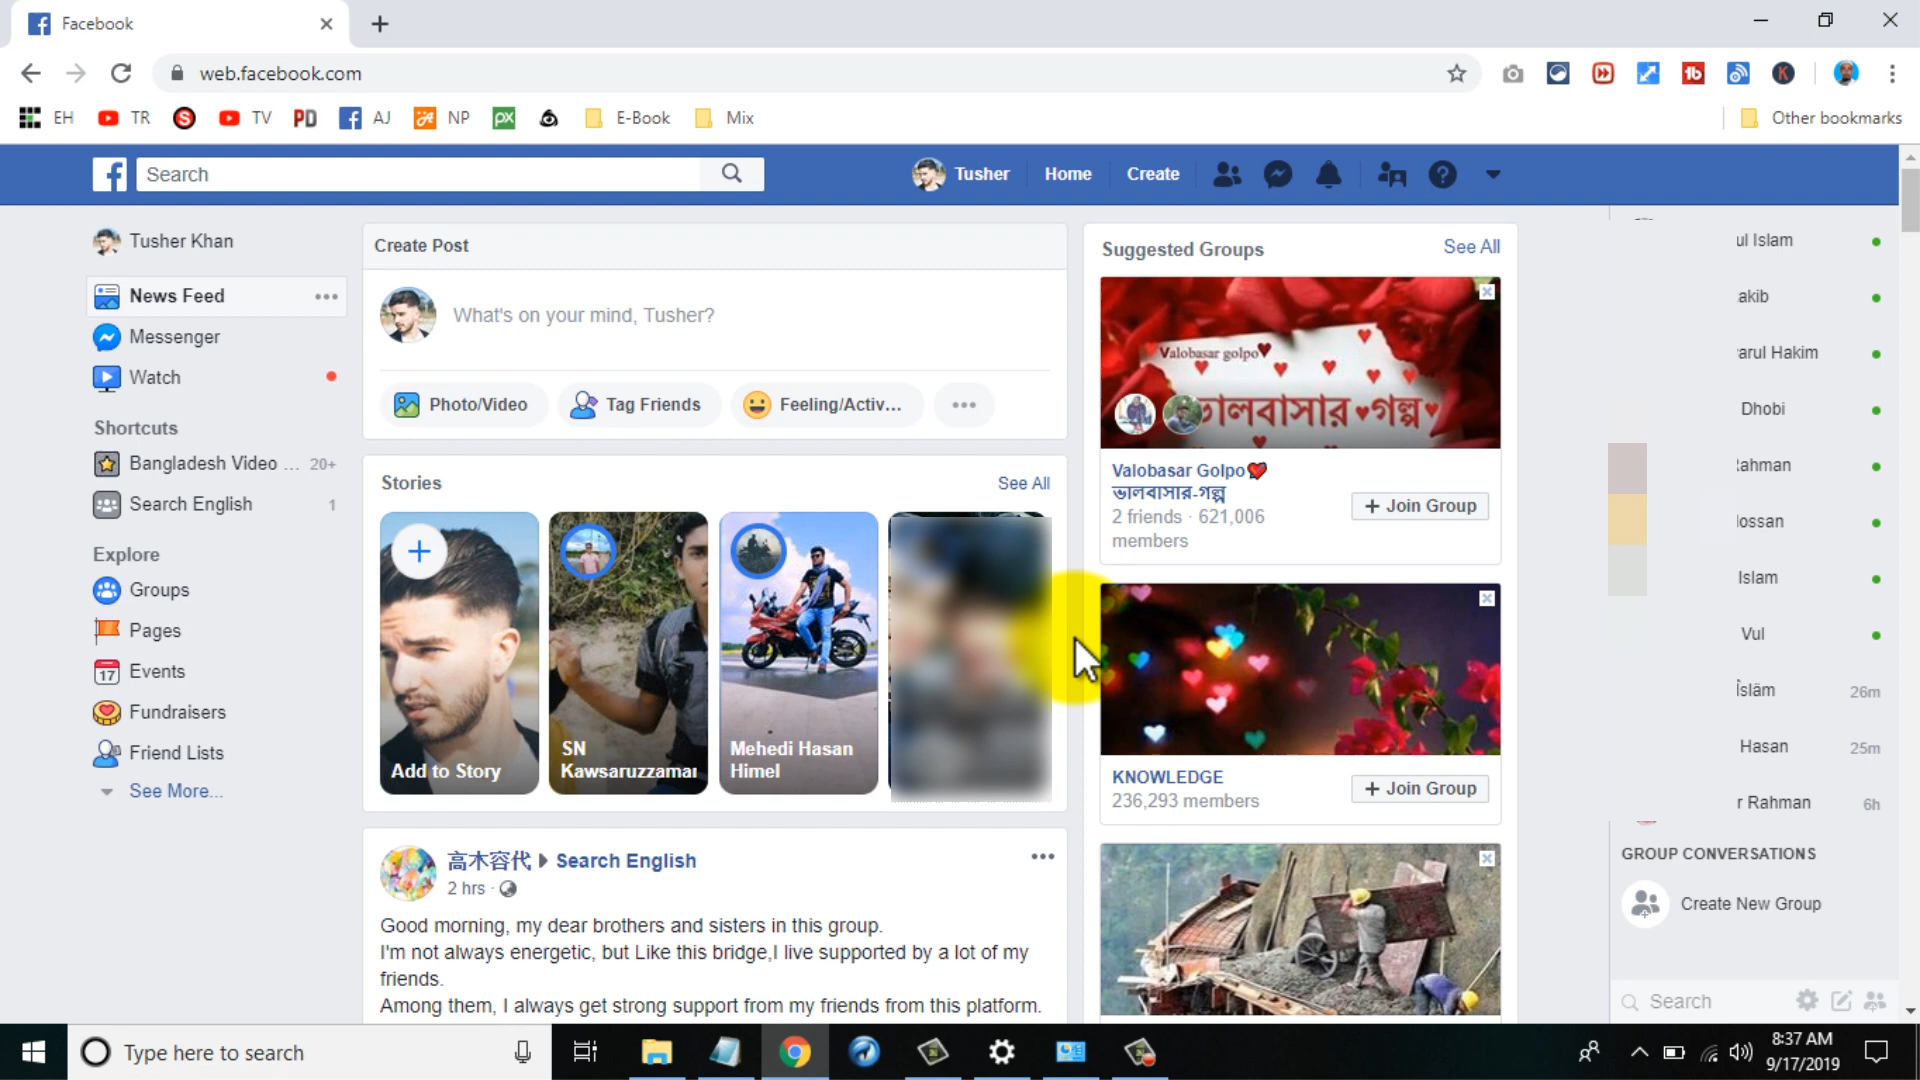 Facebook
web.facebook.com
EH TR TV PD AJ NP px E-Book Mix Other bookmarks
Search
Tusher Home Create
Tusher Khan
News Feed
Messenger
Watch
Shortcuts
Bangladesh Video ... 20+
Search English 1
Explore
Groups
Pages
17 Events
Fundraisers
Friend Lists
See More...
Create Post
What's on your mind, Tusher?
Photo/Video Tag Friends Feeling/Activ...
Stories See All
Add to Story
SN
Kawsaruzzaman
Mehedi Hasan
Himel
高木容代 Search English
2 hrs
Good morning, my dear brothers and sisters in this group.
I'm not always energetic, but Like this bridge,I live supported by a lot of my
friends.
Among them, I always get strong support from my friends from this platform.
Suggested Groups See All
Valobasar golpo
ভালবাসার গল্প
Valobasar Golpo
ভালবাসার-গল্প
2 friends · 621,006
members
+ Join Group
KNOWLEDGE
236,293 members
+ Join Group
ul Islam
akib
arul Hakim
Dhobi
Rahman
Hossan
Islam
Vul
Îsläm 26m
Hasan 25m
r Rahman 6h
GROUP CONVERSATIONS
Create New Group
Search
Type here to search
8:37 AM
9/17/2019